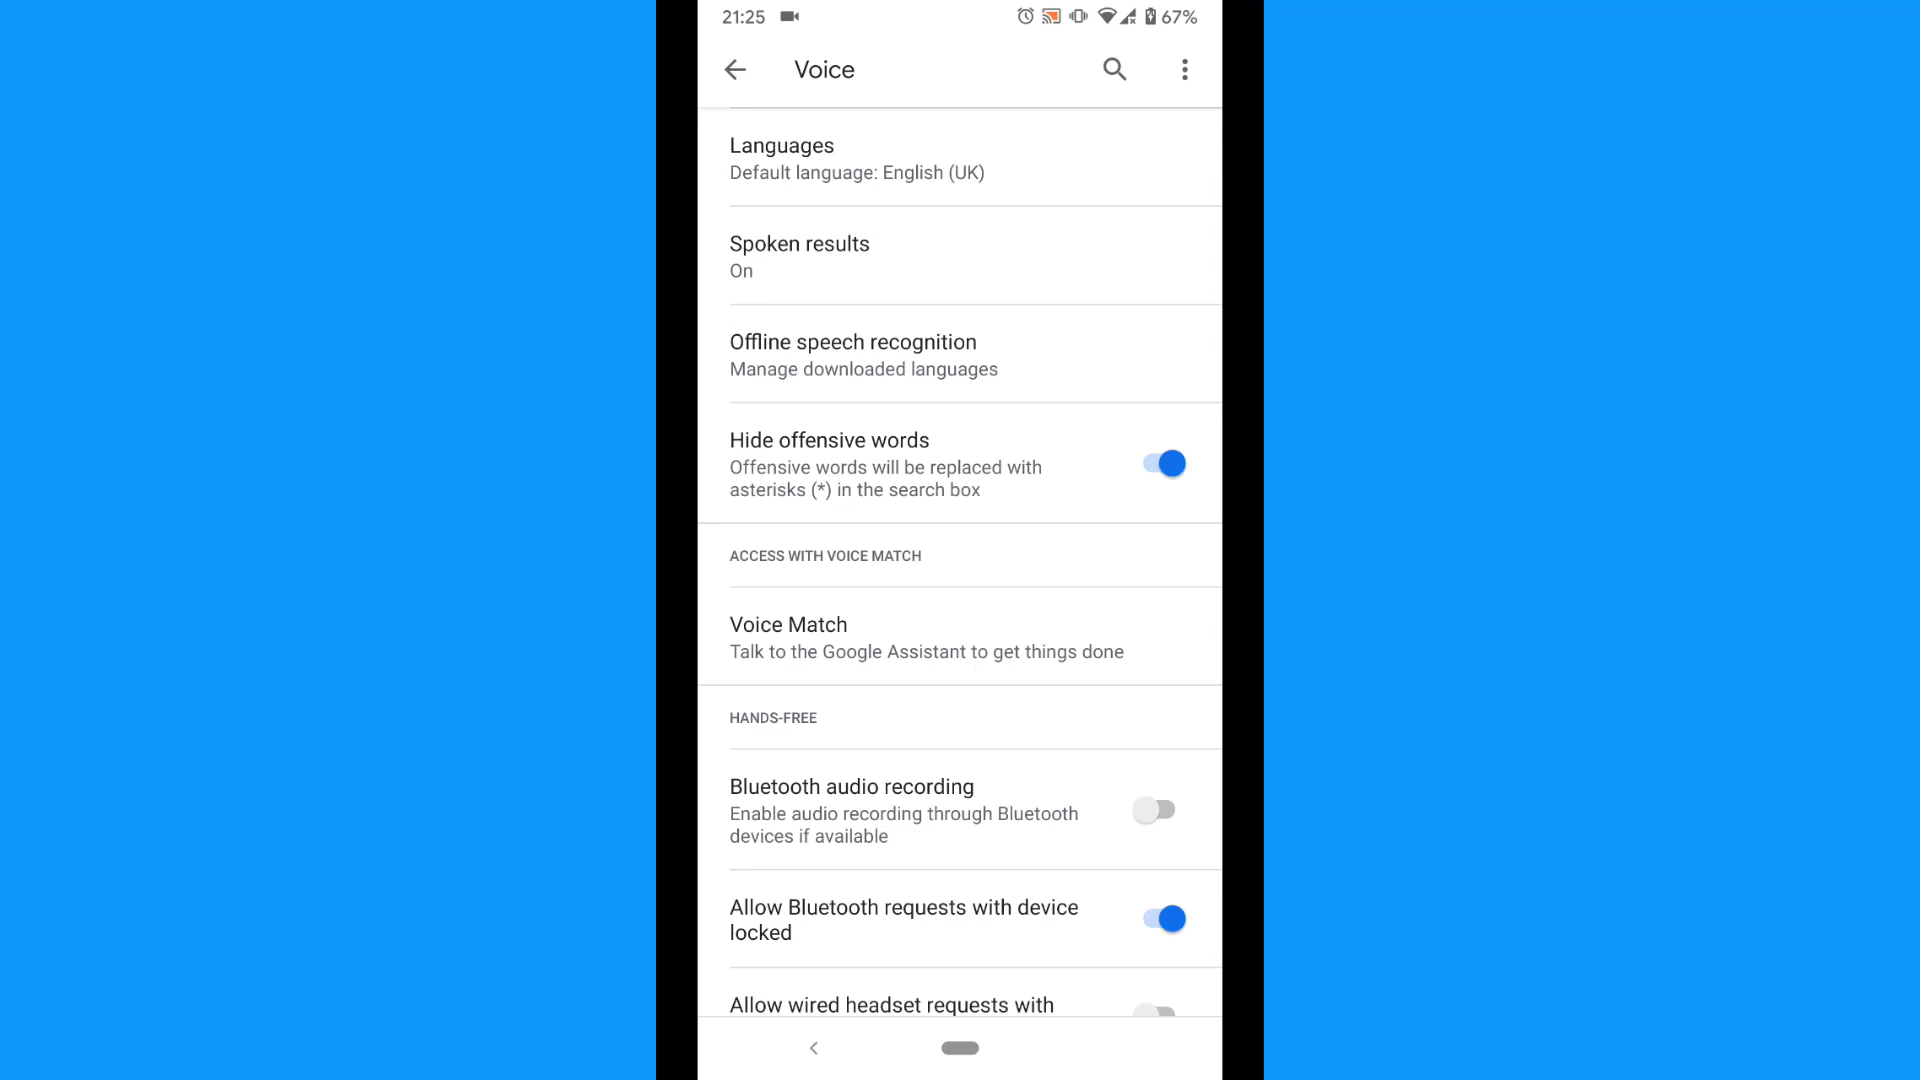 21:25
67%
Voice
Languages
Default language: English (UK)
Spoken results
On
Offline speech recognition
Manage downloaded languages
Hide offensive words
Offensive words will be replaced with
asterisks (*) in the search box
ACCESS WITH VOICE MATCH
Voice Match
Talk to the Google Assistant to get things done
HANDS-FREE
Bluetooth audio recording
Enable audio recording through Bluetooth
devices if available
Allow Bluetooth requests with device
locked
Allow wired headset requests with